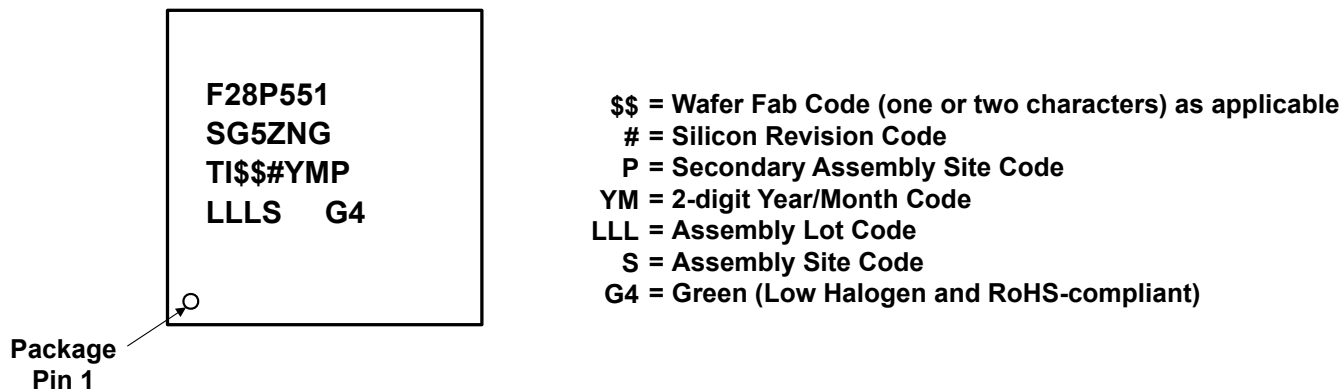 F28P551
SG5ZNG
TI$$#YMP
LLLS G4
Package
Pin 1
$$ = Wafer Fab Code (one or two characters) as applicable
# = Silicon Revision Code
P = Secondary Assembly Site Code
YM = 2-digit Year/Month Code
LLL = Assembly Lot Code
S = Assembly Site Code
G4 = Green (Low Halogen and RoHS-compliant)